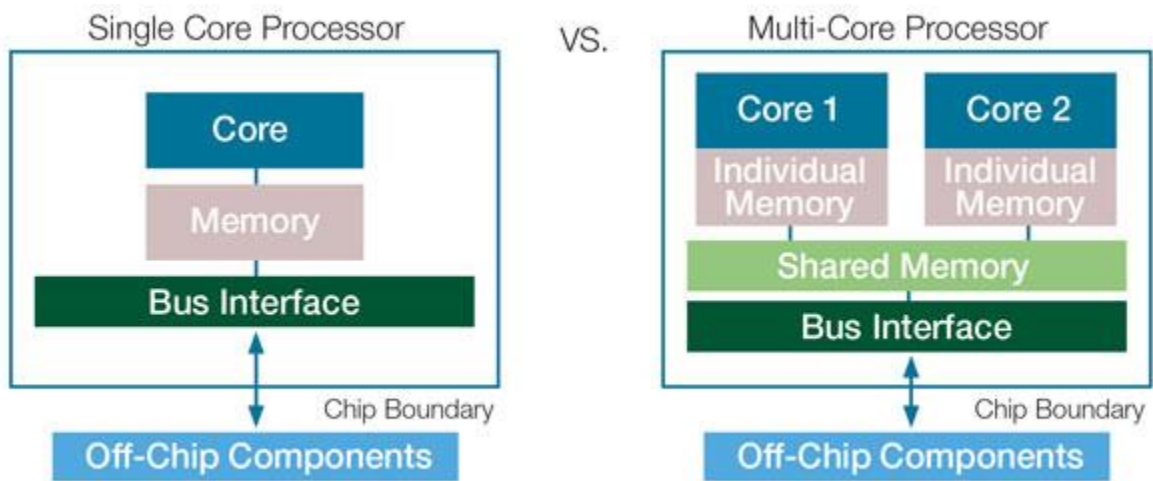 Single Core Processor
VS.
Multi-Core Processor
Core
Memory
Bus Interface
Chip Boundary
Off-Chip Components
Core 1
Core 2
Individual
Memory
Individual
Memory
Shared Memory
Bus Interface
Chip Boundary
Off-Chip Components